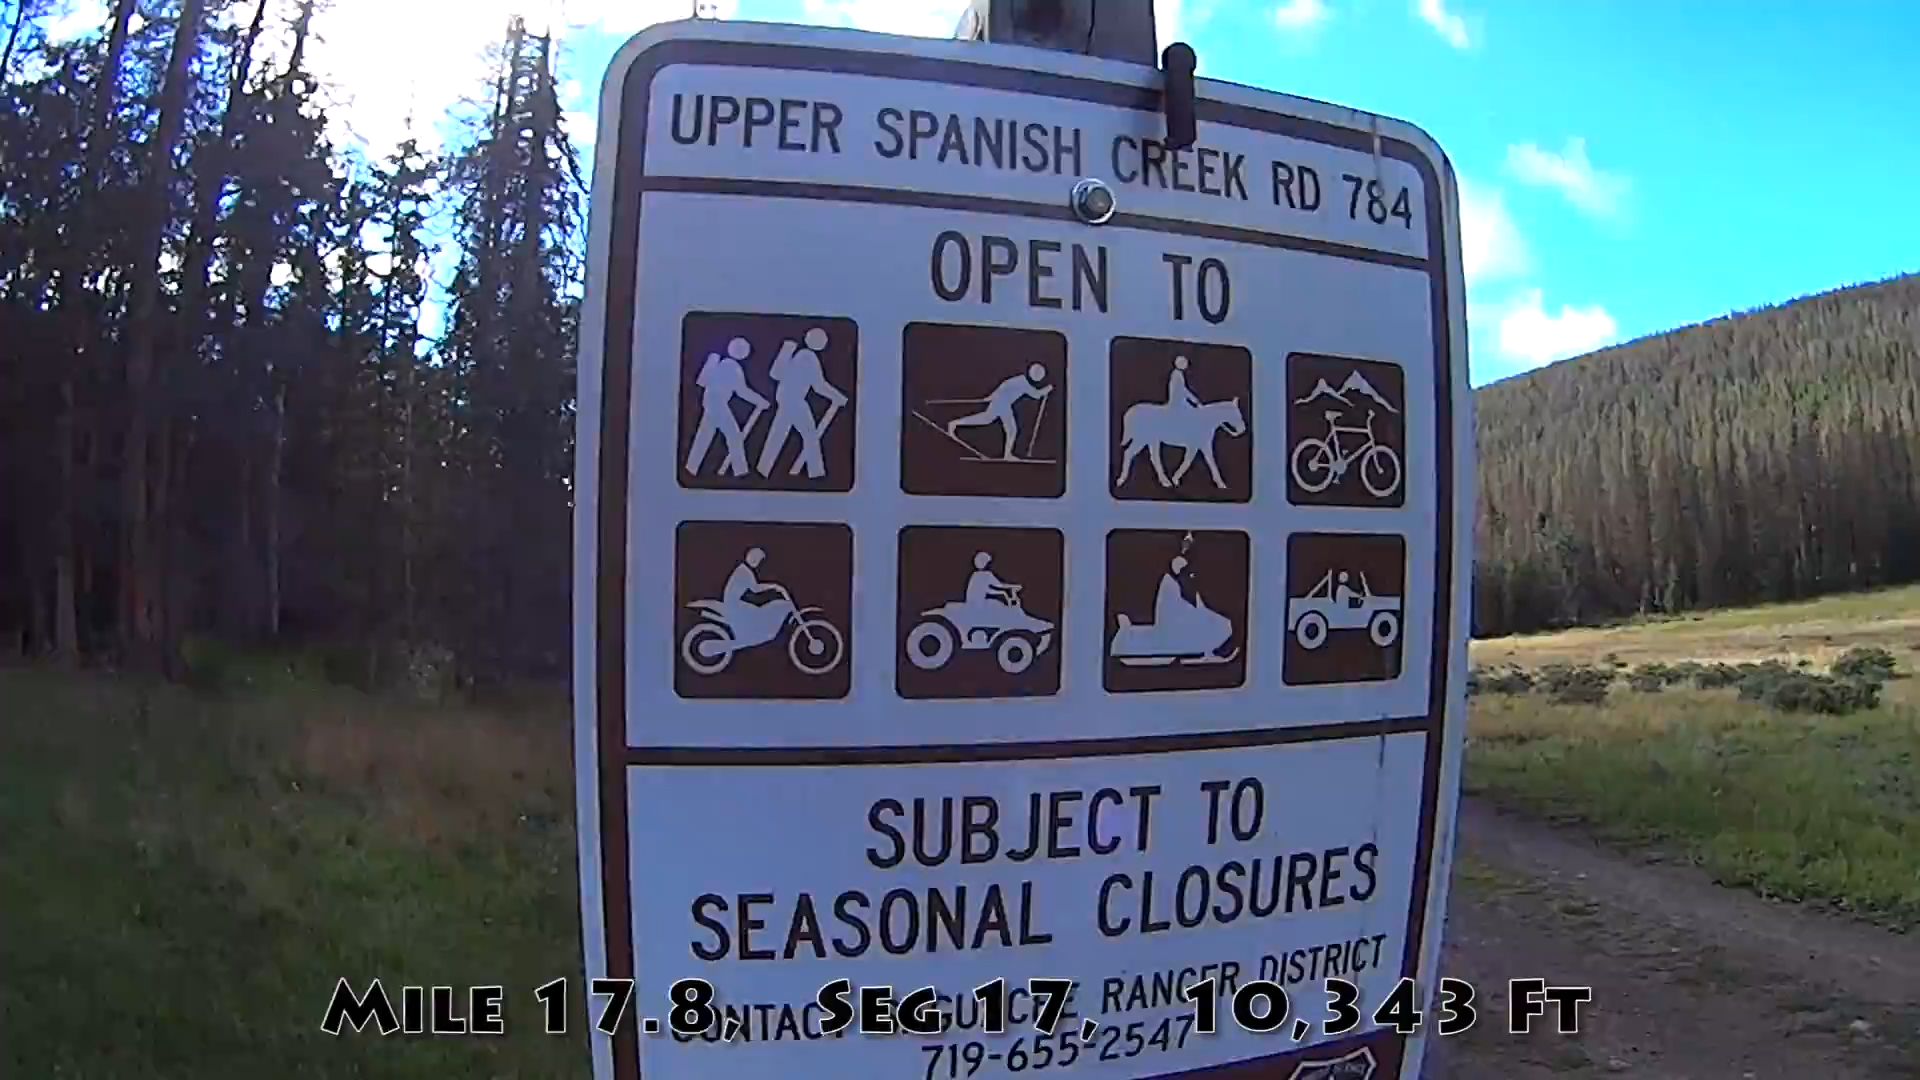 UPPER SPANISH CREEK RD 784
OPEN TO
SUBJECT TO
SEASONAL CLOSURES
RANGER DISTRICT
719-655-2547
MILE 17.8, SEG 17, 10,343 FT